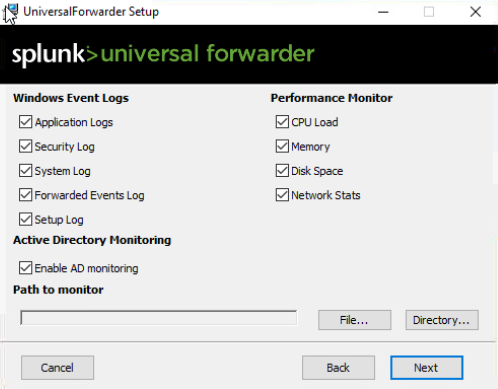 UniversalForwarder Setup
splunk>universal forwarder
Windows Event Logs
Application Logs
Security Log
System Log
Forwarded Events Log
Setup Log
Performance Monitor
CPU Load
Memory
Disk Space
Network Stats
Active Directory Monitoring
Enable AD monitoring
Path to monitor
File... Directory...
Cancel Back Next